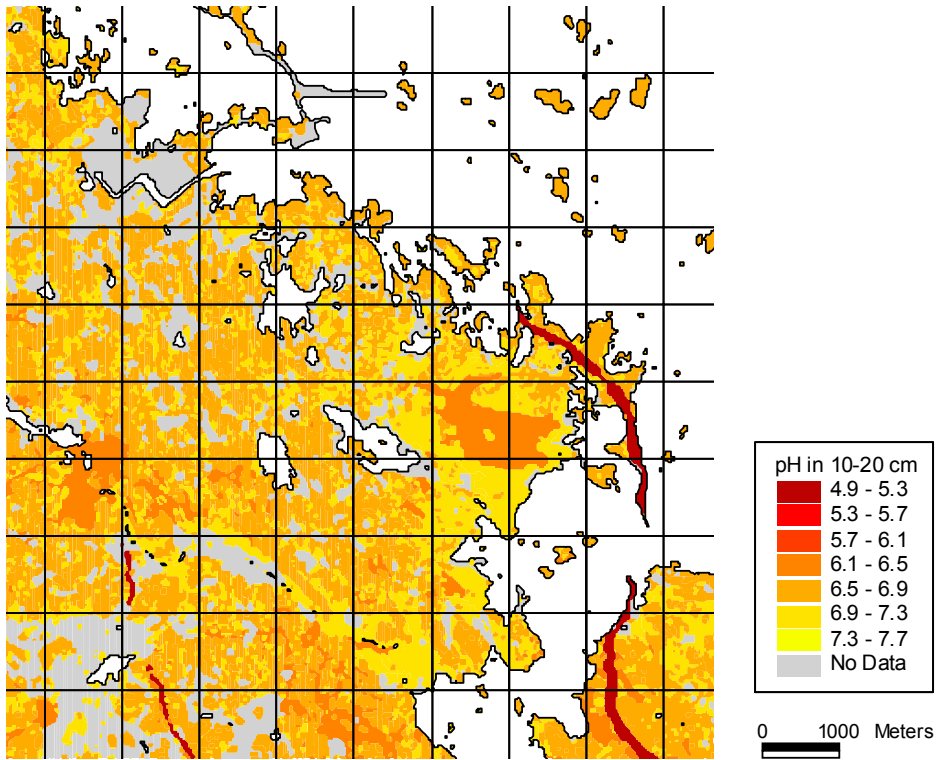 pH in 10-20 cm
4.9 - 5.3
5.3 - 5.7
5.7 - 6.1
6.1 - 6.5
6.5 - 6.9
6.9 - 7.3
7.3 - 7.7
No Data
0 1000 Meters